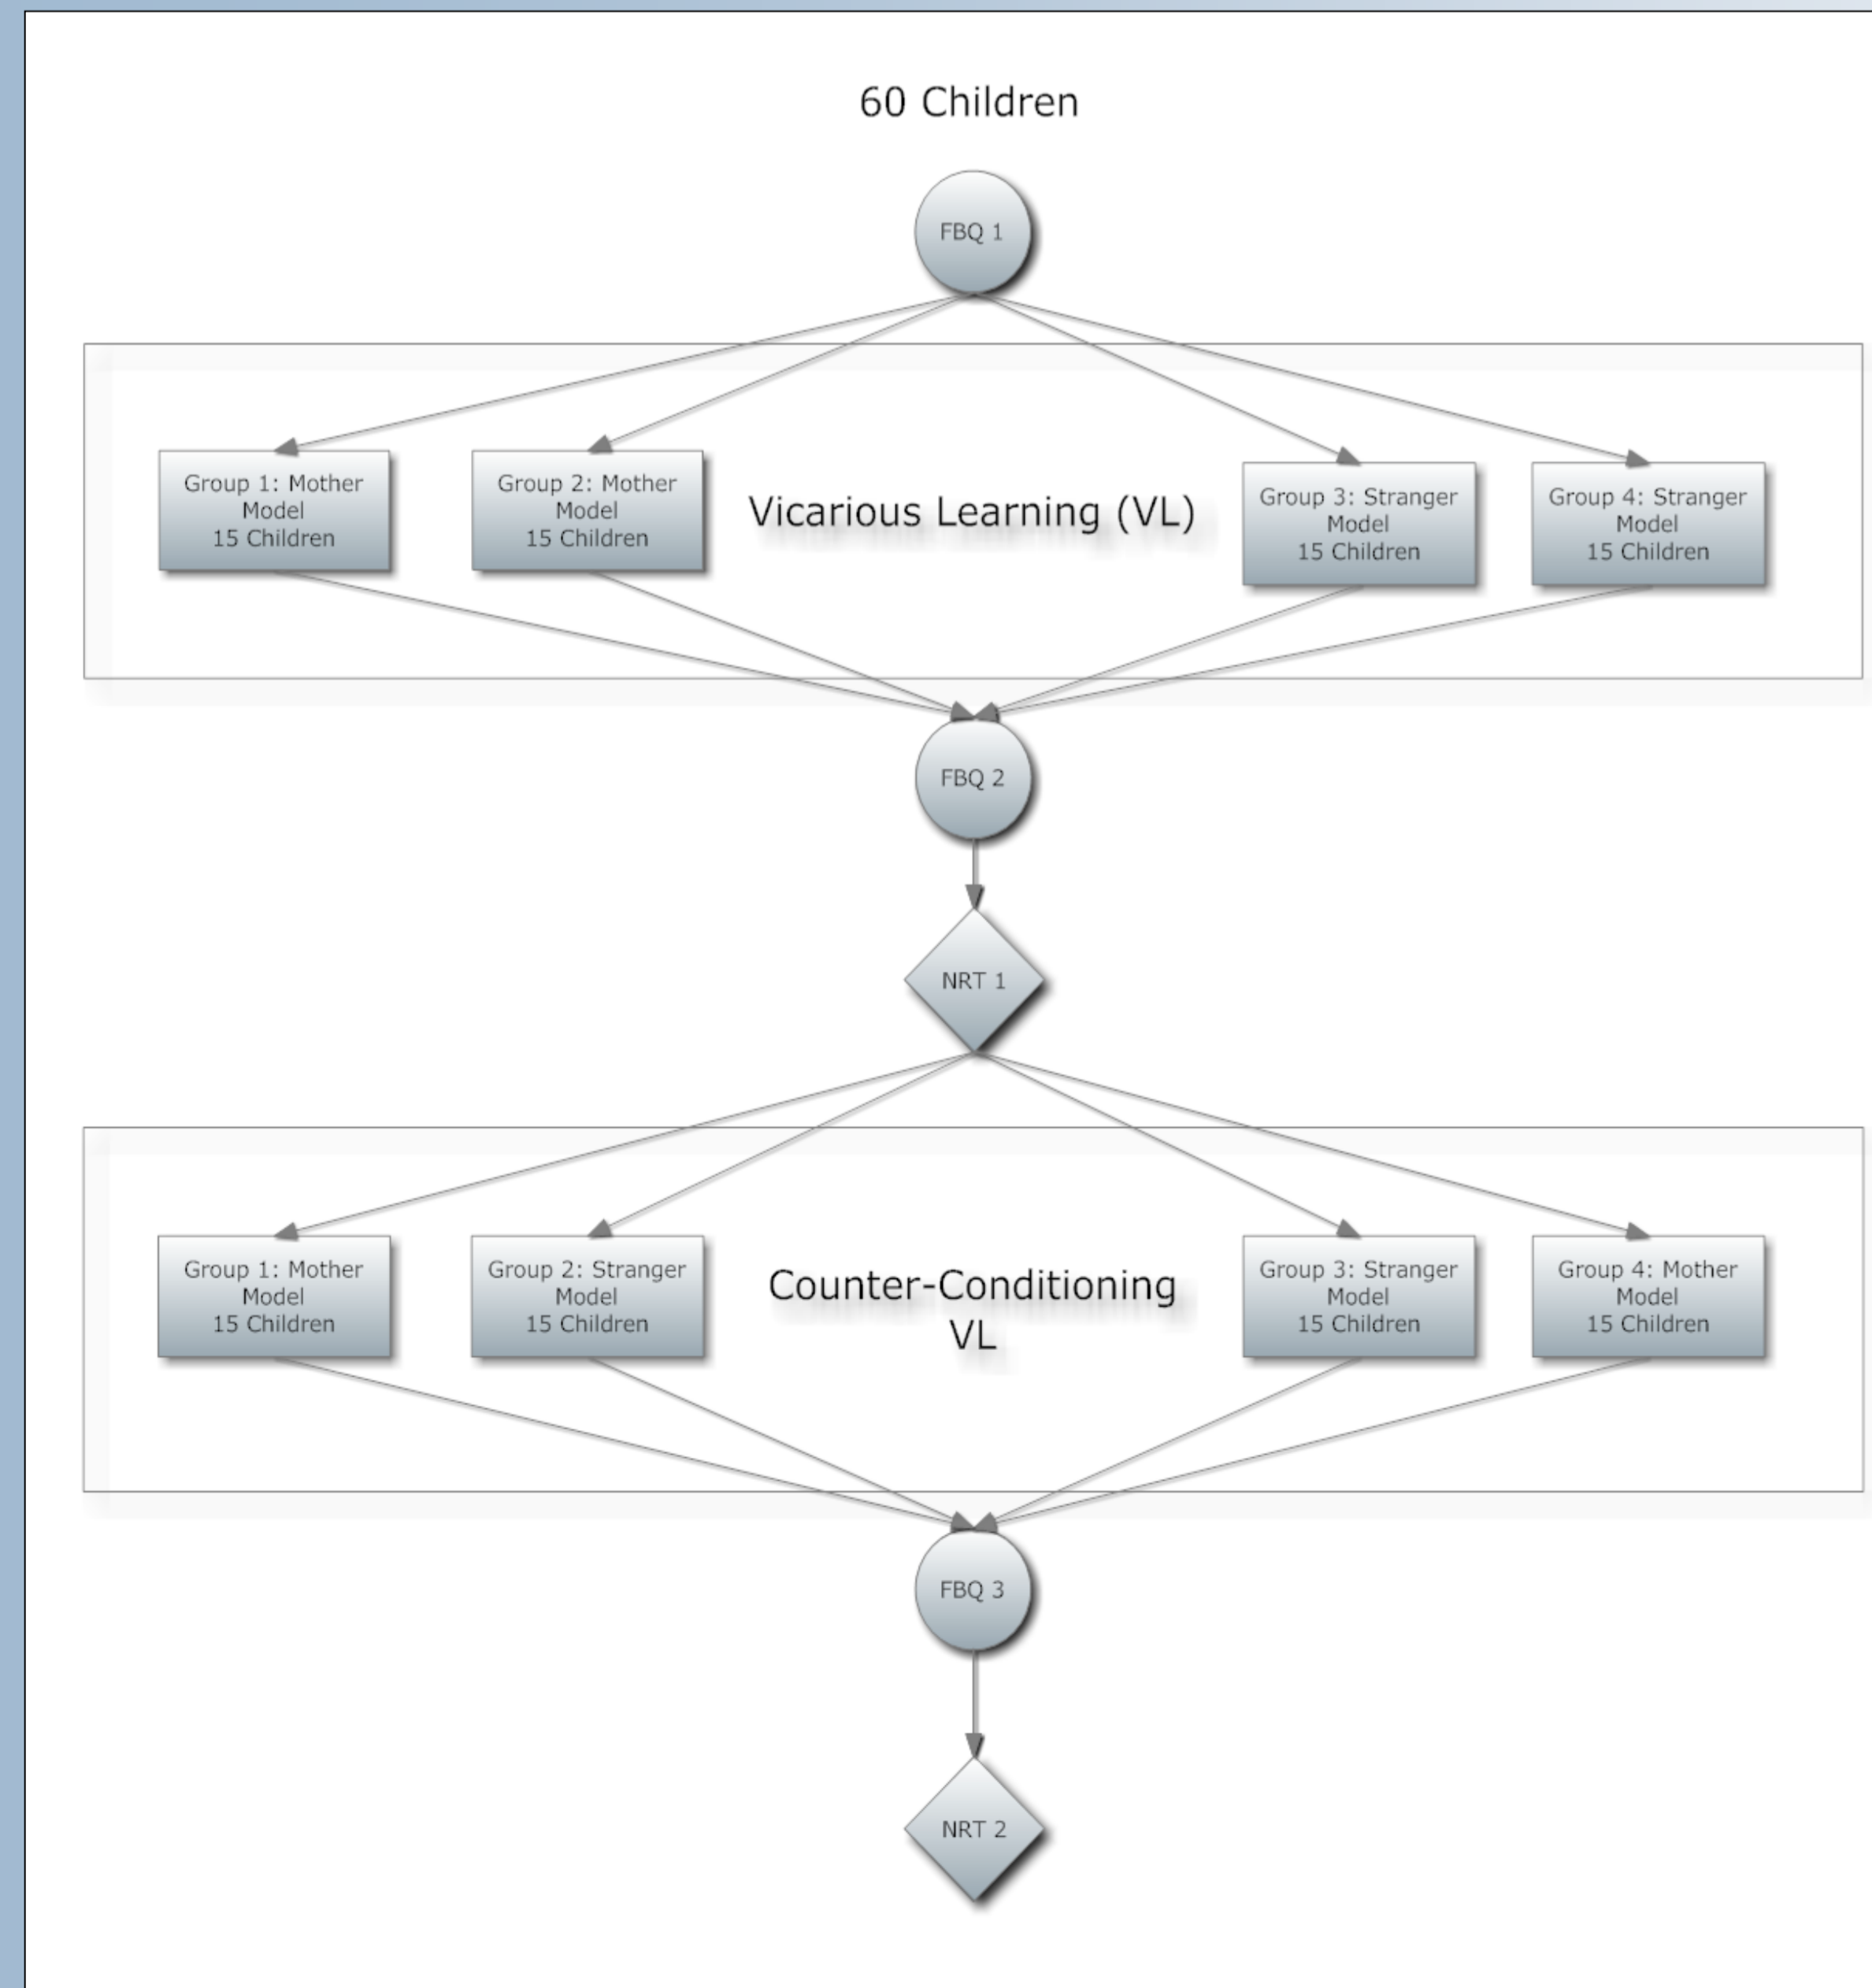 60 Children
FBQ 1
Group 1: Mother
Model
15 Children
Group 2: Mother
Model
15 Children
Vicarious Learning (VL)
Group 3: Stranger
Model
15 Children
Group 4: Stranger
Model
15 Children
FBQ 2
NRT 1
Group 1: Mother
Model
15 Children
Group 2: Stranger
Model
15 Children
Counter-Conditioning
VL
Group 3: Stranger
Model
15 Children
Group 4: Mother
Model
15 Children
FBQ 3
NRT 2